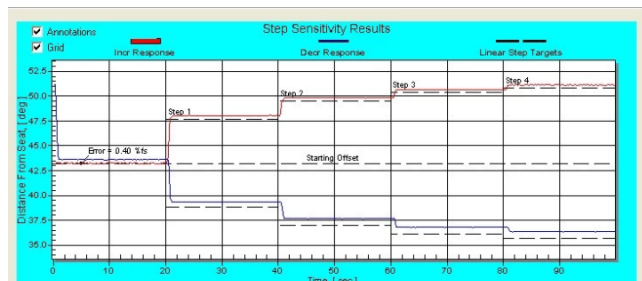 Step Sensitivity Results
Annotations
Grid
Incr Response
Decr Response
Linear Step Targets
Distance From Seat, [ deg ]
52.5
50.0
47.5
45.0
42.5
40.0
37.5
35.0
Step 1
Step 2
Step 3
Step 4
Error = 0.40 %fs
Starting Offset
0 10 20 30 40 50 60 70 80 90
Time, [ sec ]